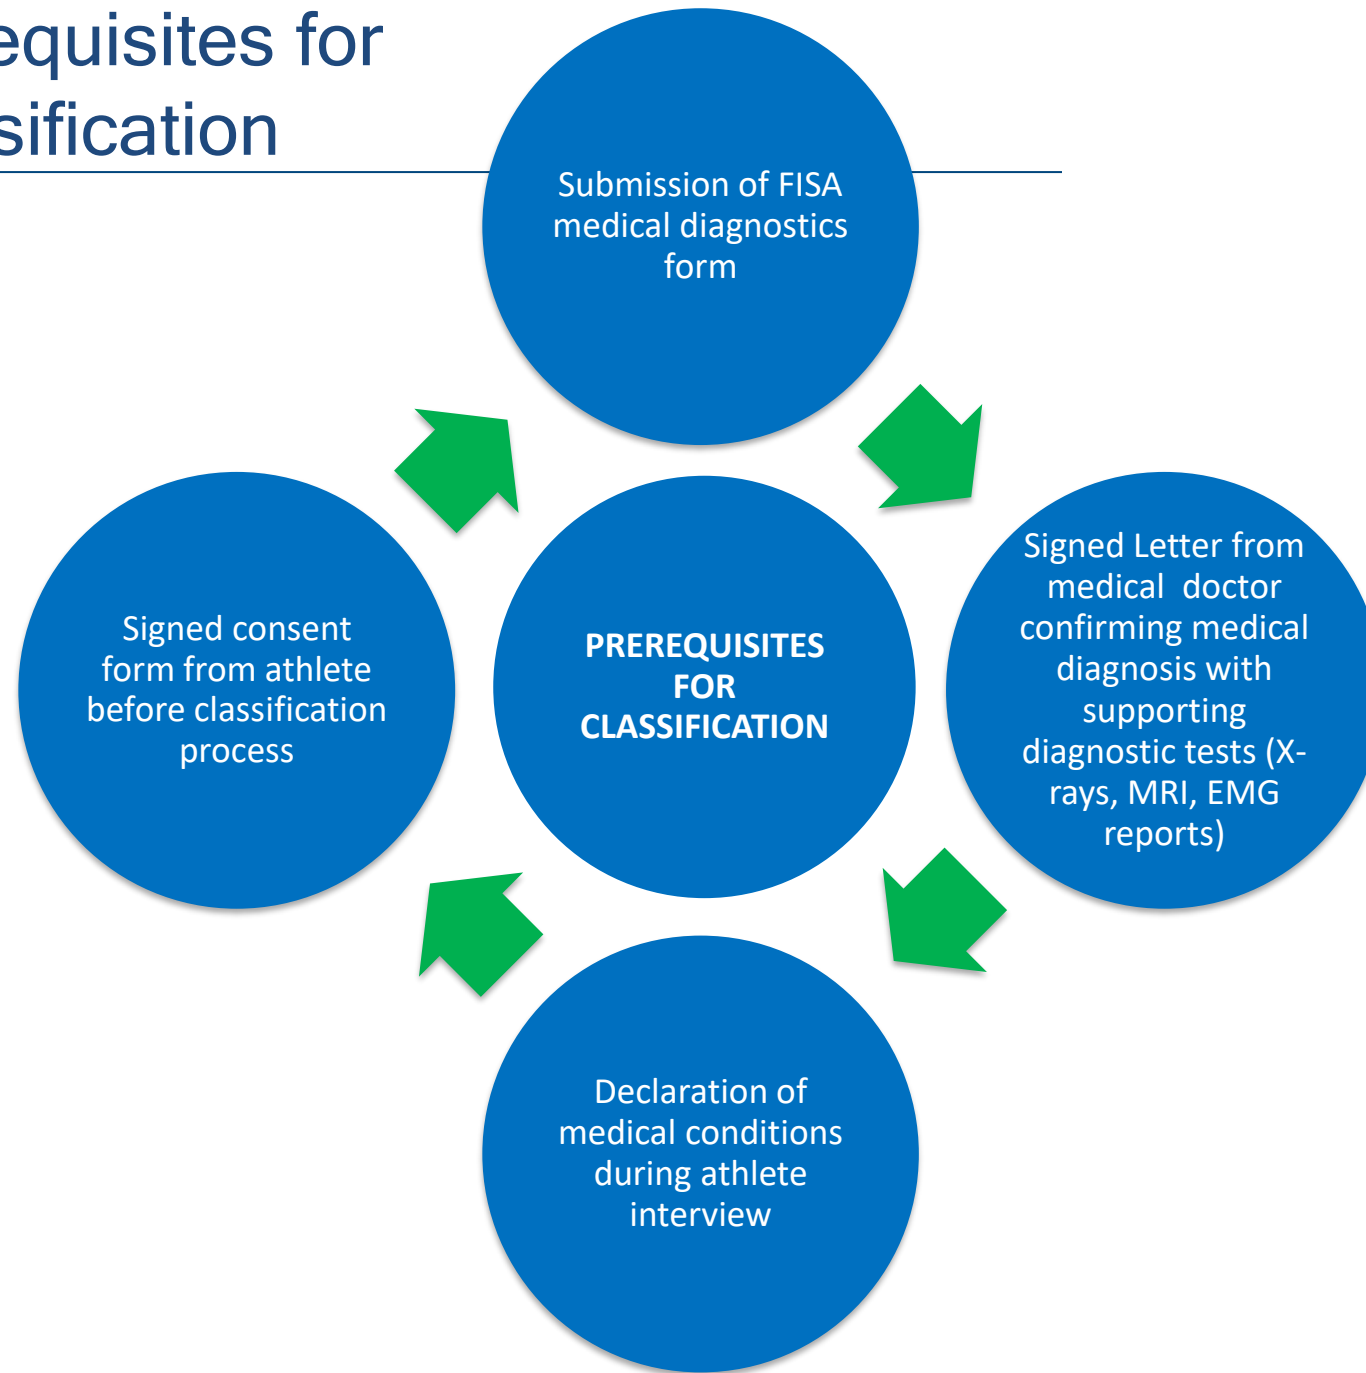 equisites for
sification
Submission of FISA
medical diagnostics
form
Signed Letter from
medical  doctor
confirming medical
diagnosis with
supporting
diagnostic tests (X-
rays, MRI, EMG
reports)
Declaration of
medical conditions
during athlete
interview
Signed consent
form from athlete
before classification
process
PREREQUISITES
FOR
CLASSIFICATION